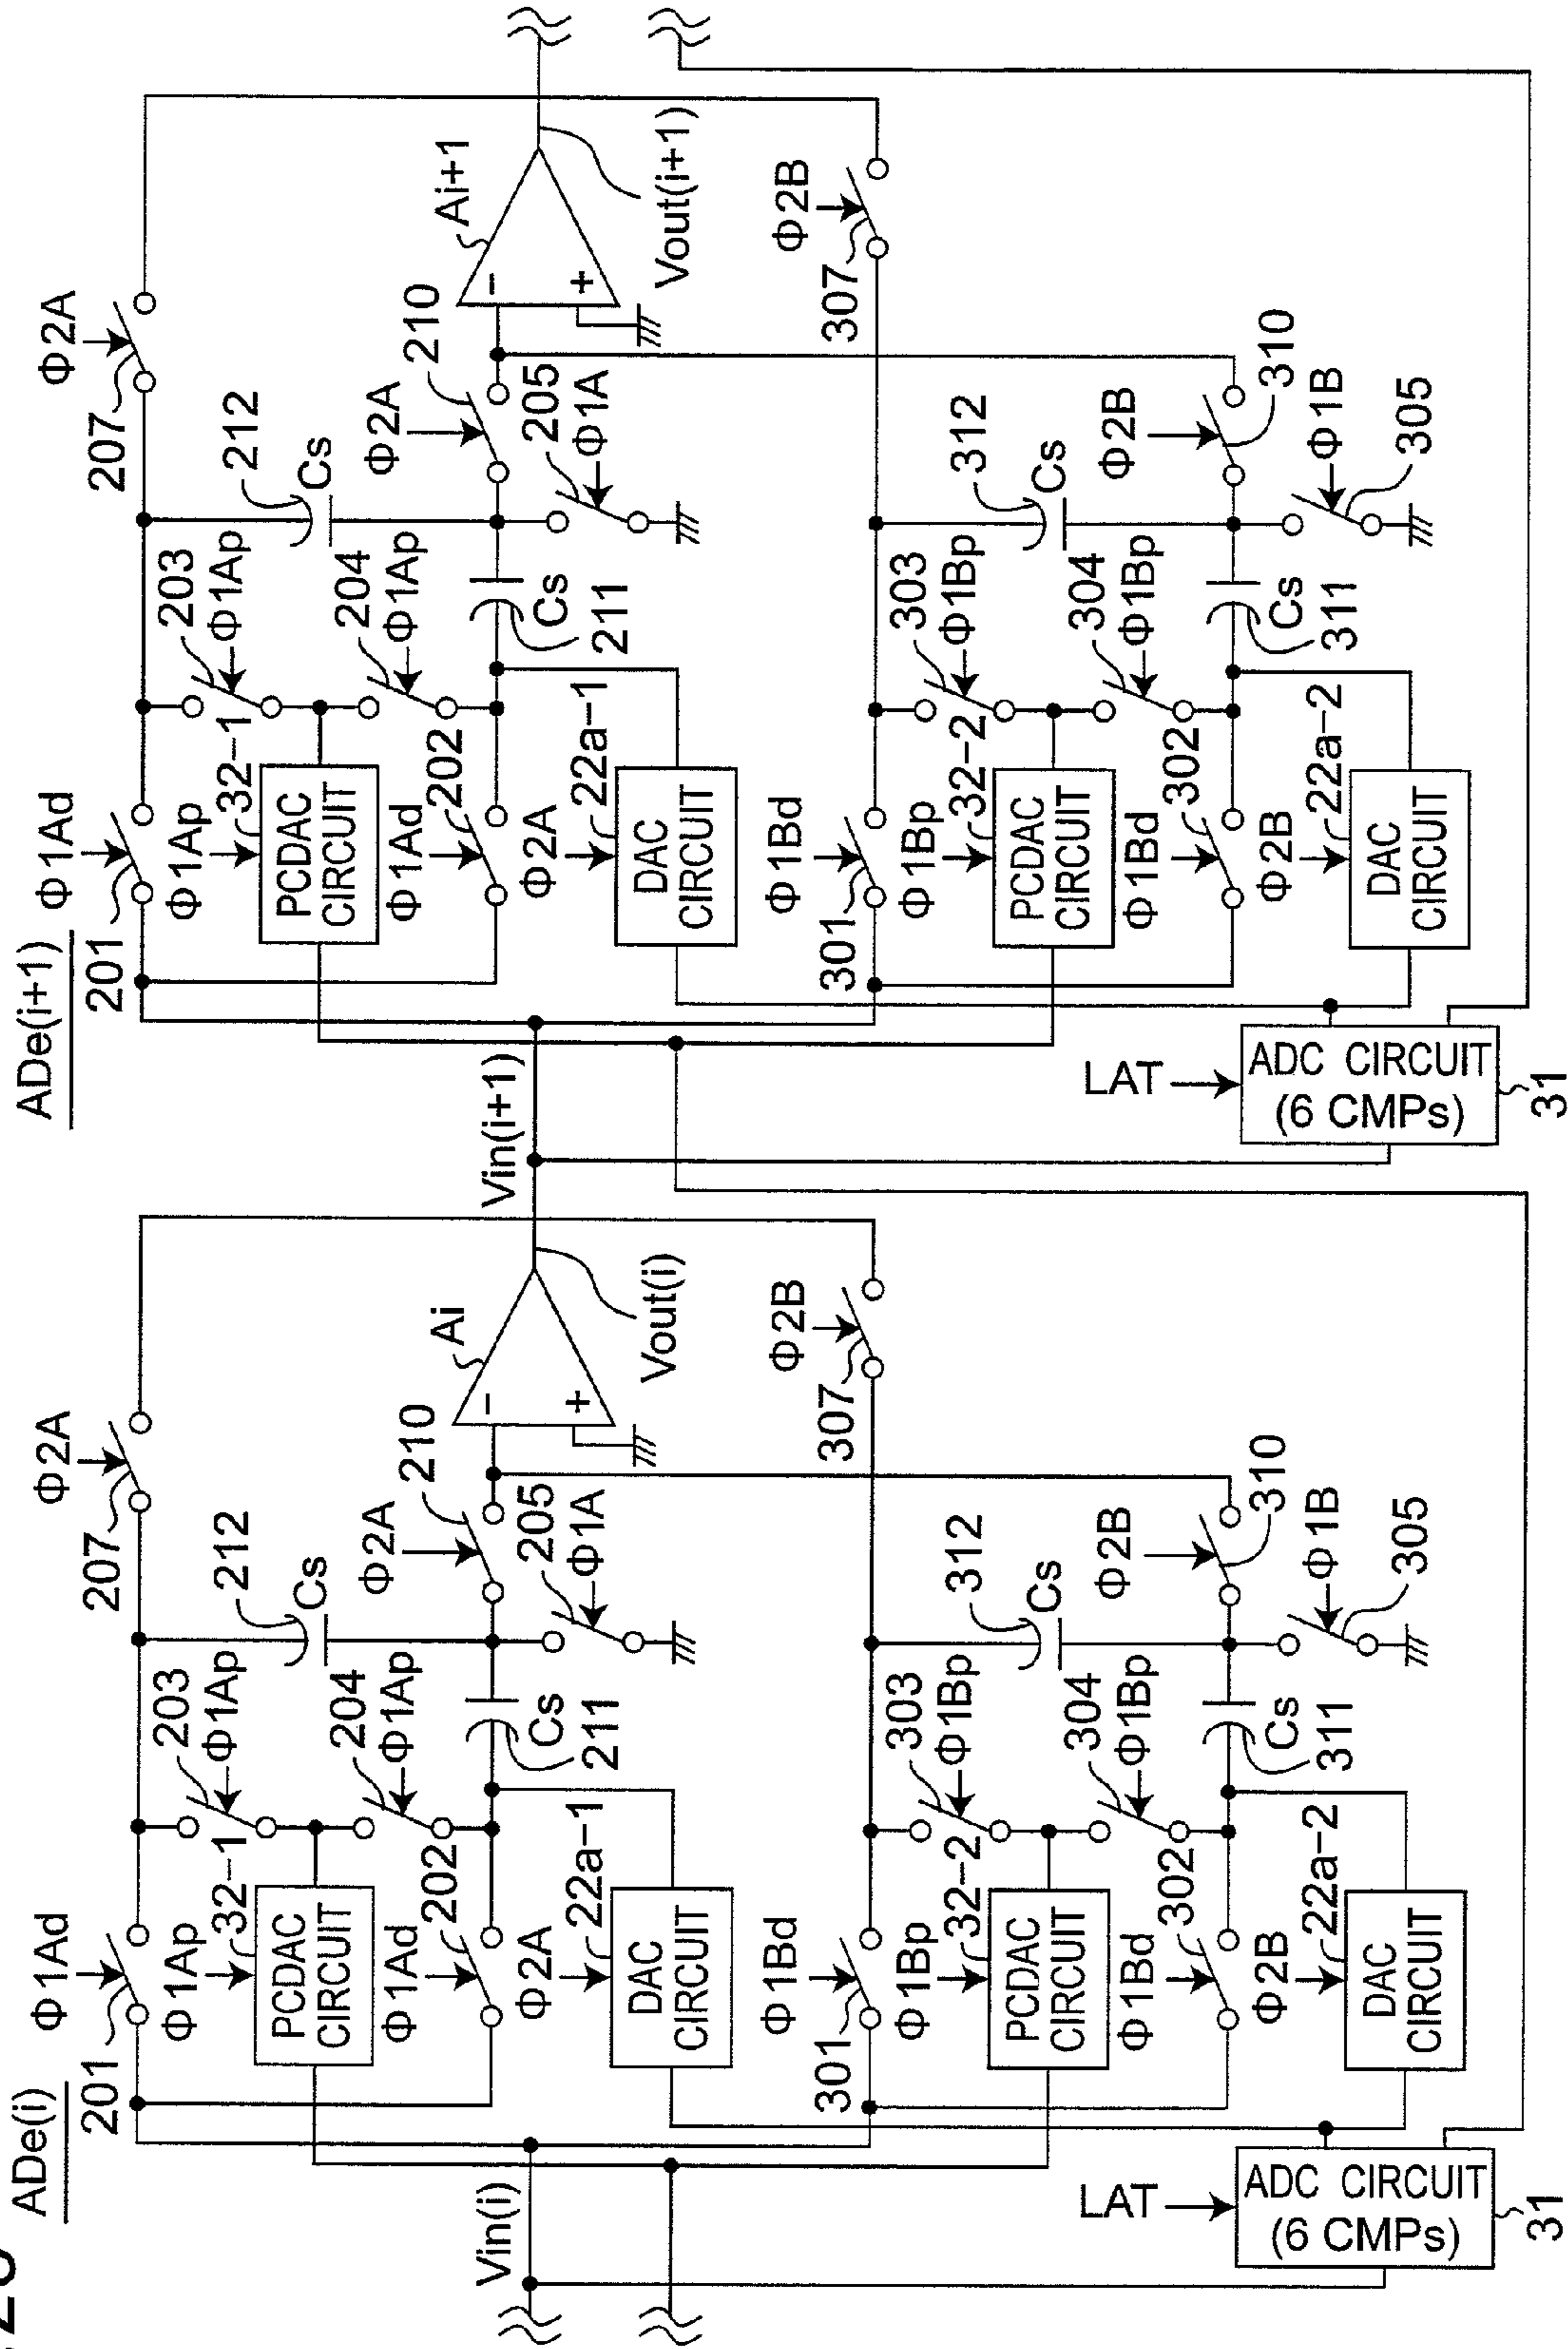 ADe(i)
Φ1Ad
201
Φ1Ap
32-1
PCDAC
CIRCUIT
203
Φ1Ap
204
Φ1Ap
Φ1Ad
202
Φ2A
22a-1
DAC
CIRCUIT
207
Φ2A
212
Cs
Cs
211
Φ2A
210
205
Φ1A
Ai
-
+
Vout(i)
Vin(i)
Φ1Bd
301
Φ1Bp
32-2
PCDAC
CIRCUIT
303
Φ1Bp
304
Φ1Bp
Φ1Bd
302
Φ2B
22a-2
DAC
CIRCUIT
307
Φ2B
312
Cs
Cs
311
Φ2B
310
Φ1B
305
LAT
ADC CIRCUIT
(6 CMPs)
31
ADe(i+1)
Φ1Ad
201
Φ1Ap
32-1
PCDAC
CIRCUIT
203
Φ1Ap
204
Φ1Ap
Φ1Ad
202
Φ2A
22a-1
DAC
CIRCUIT
207
Φ2A
212
Cs
Cs
211
Φ2A
210
205
Φ1A
Ai+1
-
+
Vout(i+1)
Vin(i+1)
Φ1Bd
301
Φ1Bp
32-2
PCDAC
CIRCUIT
303
Φ1Bp
304
Φ1Bp
Φ1Bd
302
Φ2B
22a-2
DAC
CIRCUIT
307
Φ2B
312
Cs
Cs
311
Φ2B
310
Φ1B
305
LAT
ADC CIRCUIT
(6 CMPs)
31